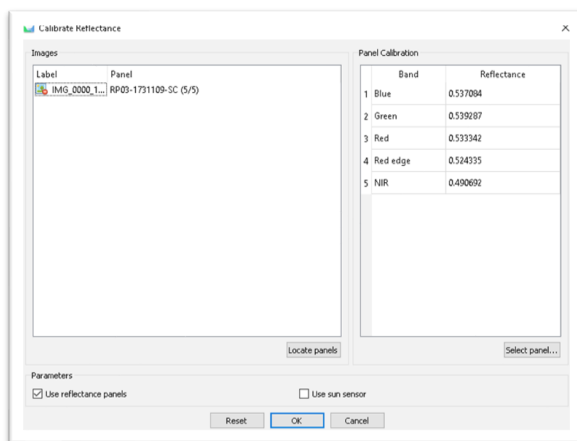 Calibrate Reflectance
Images
Label Panel
IMG_0000_1... RP03-1731109-SC (5/5)
Locate panels
Panel Calibration
Band Reflectance
1 Blue 0.537084
2 Green 0.539287
3 Red 0.533342
4 Red edge 0.524335
5 NIR 0.490692
Select panel...
Parameters
Use reflectance panels Use sun sensor
Reset OK Cancel